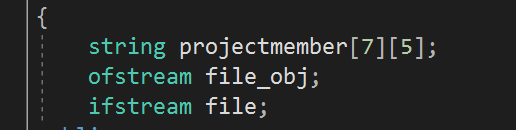 {
string projectmember[7][5];
ofstream file_obj;
ifstream file;